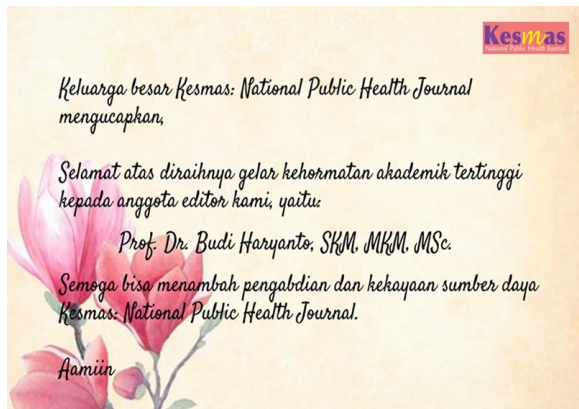 Kesmas
National Public Health Journal
Keluarga besar Kesmas: National Public Health Journal
mengucapkan,
Selamat atas diraihnya gelar kehormatan akademik tertinggi
kepada anggota editor kami, yaitu:
Prof. Dr. Budi Haryanto, SKM, MKM, MSc.
Semoga bisa menambah pengabdian dan kekayaan sumber daya
Kesmas: National Public Health Journal.
Aamiin